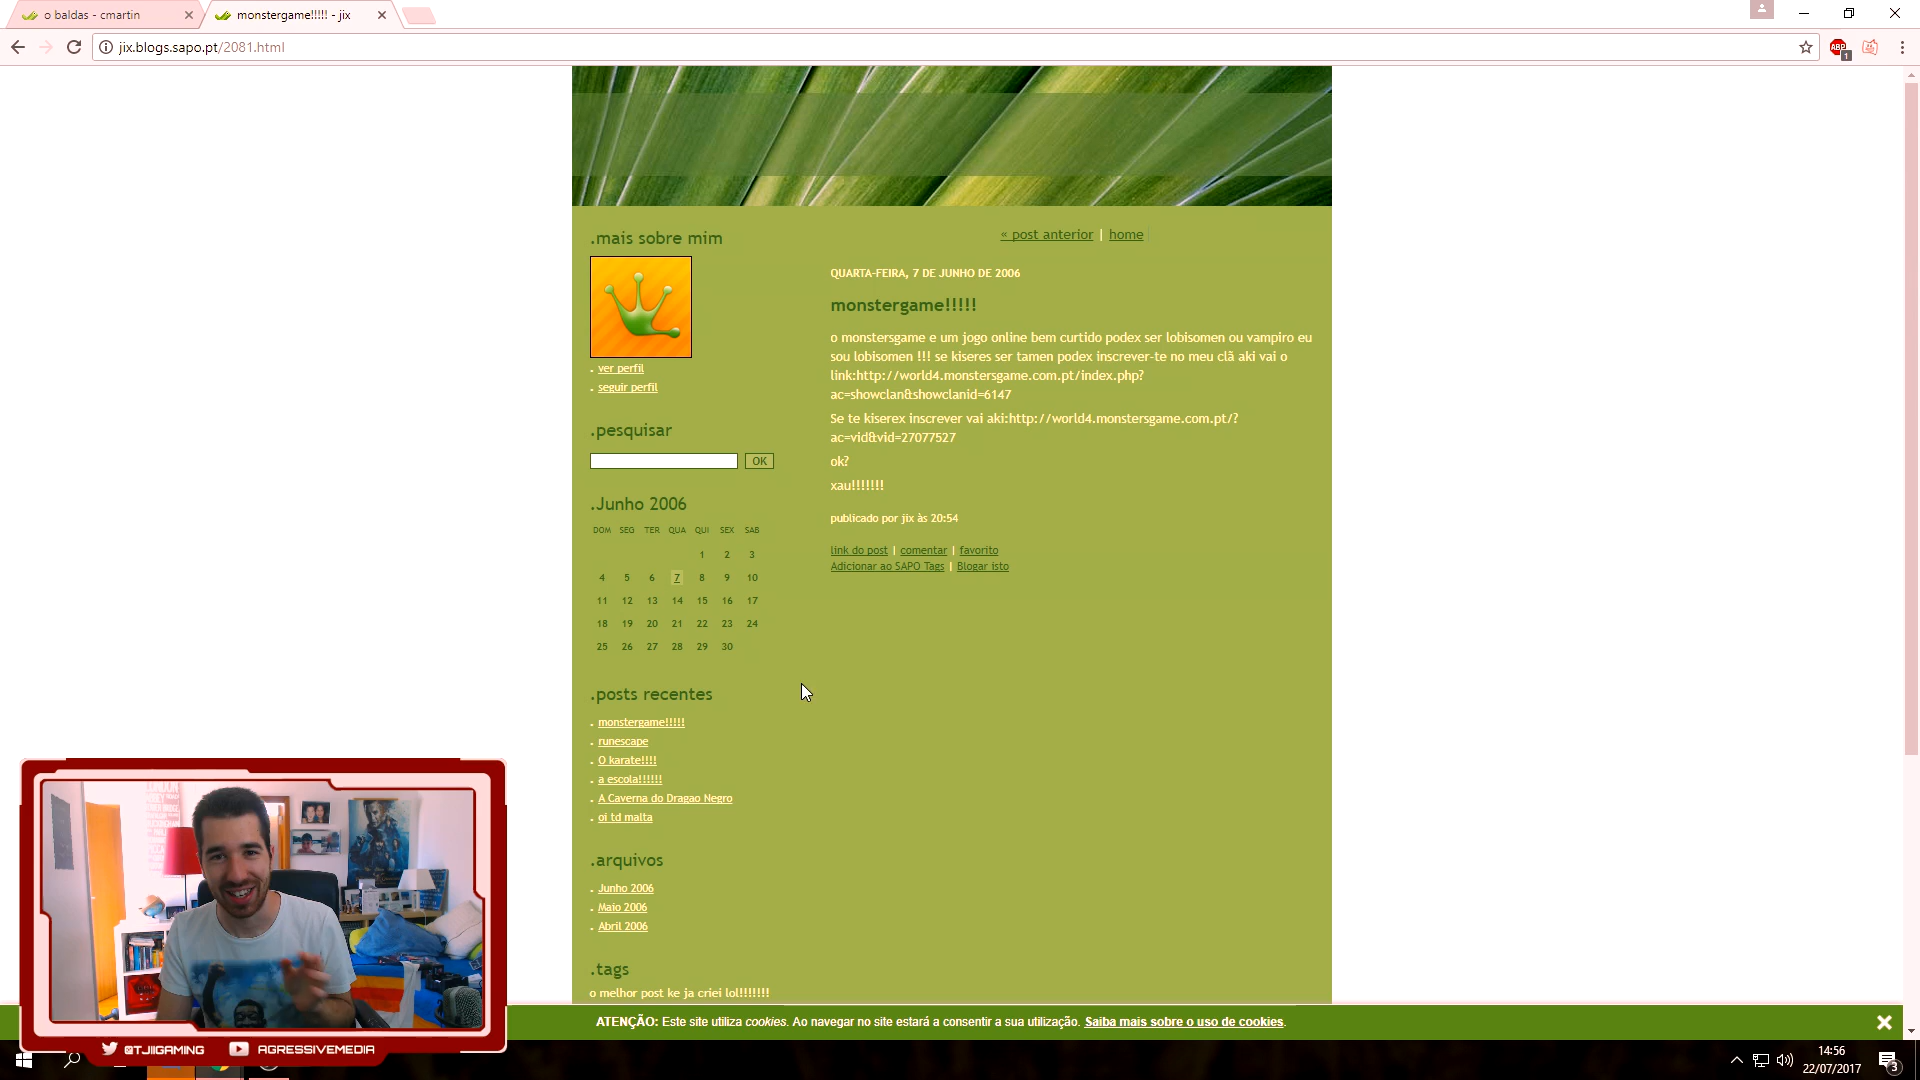 o baldas - cmartin
monstergame!!!!! - jix
jix.blogs.sapo.pt/2081.html
ABP
1
.mais sobre mim
. ver perfil
. seguir perfil
.pesquisar
OK
.Junho 2006
DOM SEG TER QUA QUI SEX SAB
1 2 3
4 5 6 7 8 9 10
11 12 13 14 15 16 17
18 19 20 21 22 23 24
25 26 27 28 29 30
.posts recentes
. monstergame!!!!!
. runescape
. O karate!!!!
. a escola!!!!!!
. A Caverna do Dragao Negro
. oi td malta
.arquivos
. Junho 2006
. Maio 2006
. Abril 2006
.tags
o melhor post ke ja criei lol!!!!!!!
« post anterior | home
QUARTA-FEIRA, 7 DE JUNHO DE 2006
monstergame!!!!!
o monstersgame e um jogo online bem curtido podex ser lobisomen ou vampiro eu
sou lobisomen !!! se kiseres ser tamen podex inscrever-te no meu clã aki vai o
link:http://world4.monstersgame.com.pt/index.php?
ac=showclan&showclanid=6147
Se te kiserex inscrever vai aki:http://world4.monstersgame.com.pt/?
ac=vid&vid=27077527
ok?
xau!!!!!!!
publicado por jix às 20:54
link do post | comentar | favorito
Adicionar ao SAPO Tags | Blogar isto
ATENÇÃO: Este site utiliza cookies. Ao navegar no site estará a consentir a sua utilização. Saiba mais sobre o uso de cookies.
@TJIIGAMING AGRESSIVEMEDIA
14:56
22/07/2017
3